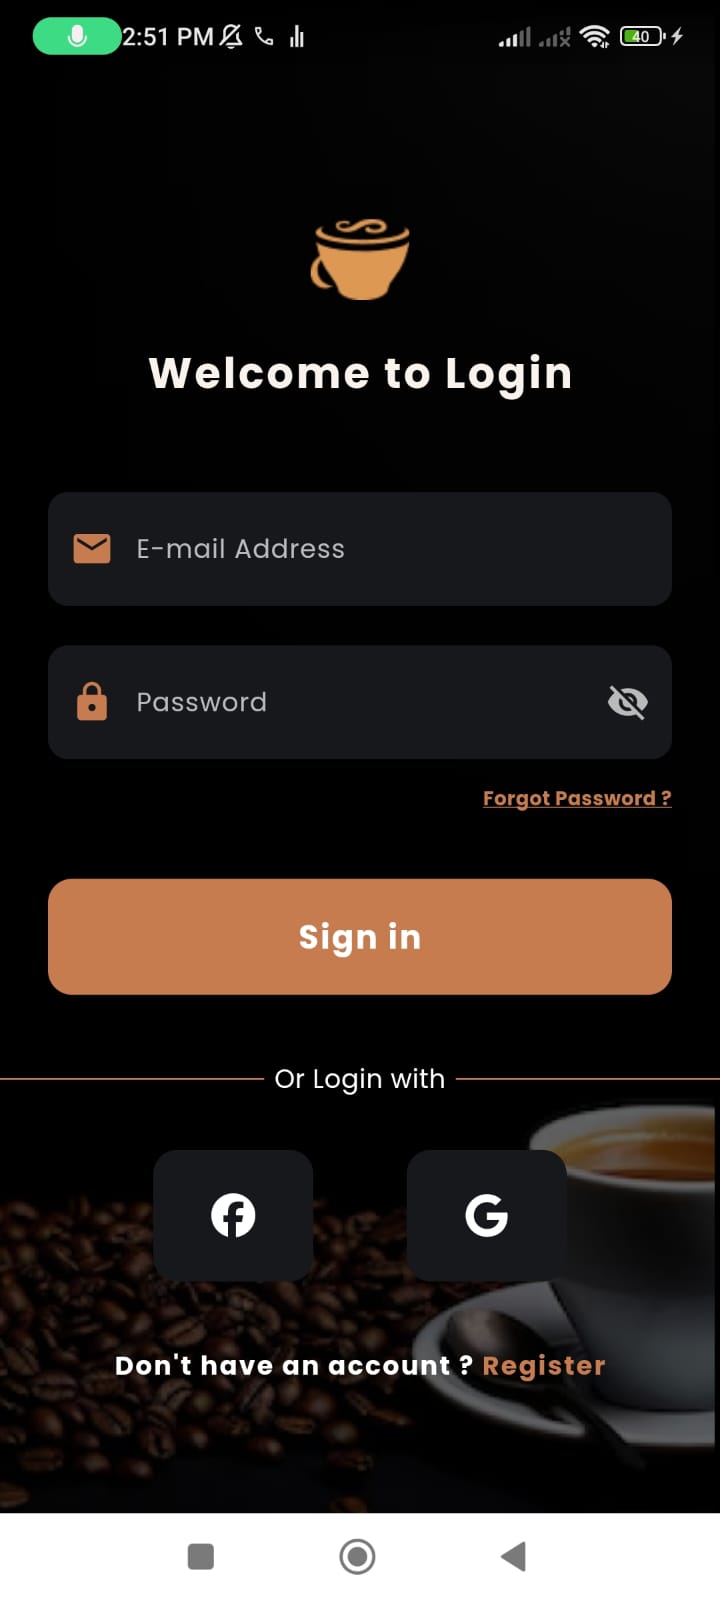 2:51 PM
40
Welcome to Login
E-mail Address
Password
Forgot Password ?
Sign in
Or Login with
Don't have an account ? Register